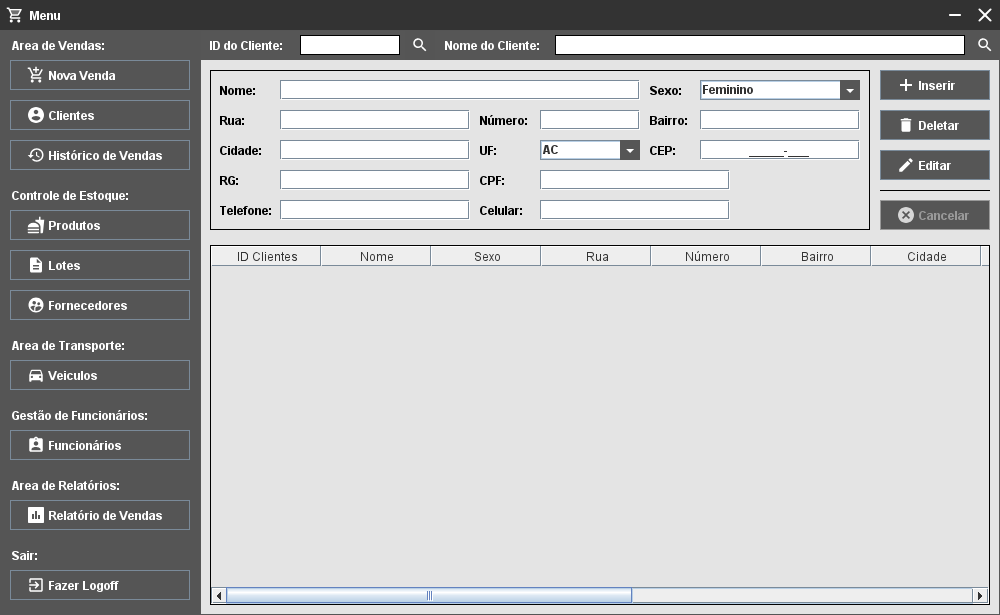 Menu
Area de Vendas:
Nova Venda
Clientes
Histórico de Vendas
Controle de Estoque:
Produtos
Lotes
Fornecedores
Area de Transporte:
Veiculos
Gestão de Funcionários:
Funcionários
Area de Relatórios:
Relatório de Vendas
Sair:
Fazer Logoff
ID do Cliente: Nome do Cliente:
Nome: Sexo: Feminino
Rua: Número: Bairro:
Cidade: UF: AC CEP: _____-___
RG: CPF:
Telefone: Celular:
Inserir
Deletar
Editar
Cancelar
ID Clientes Nome Sexo Rua Número Bairro Cidade